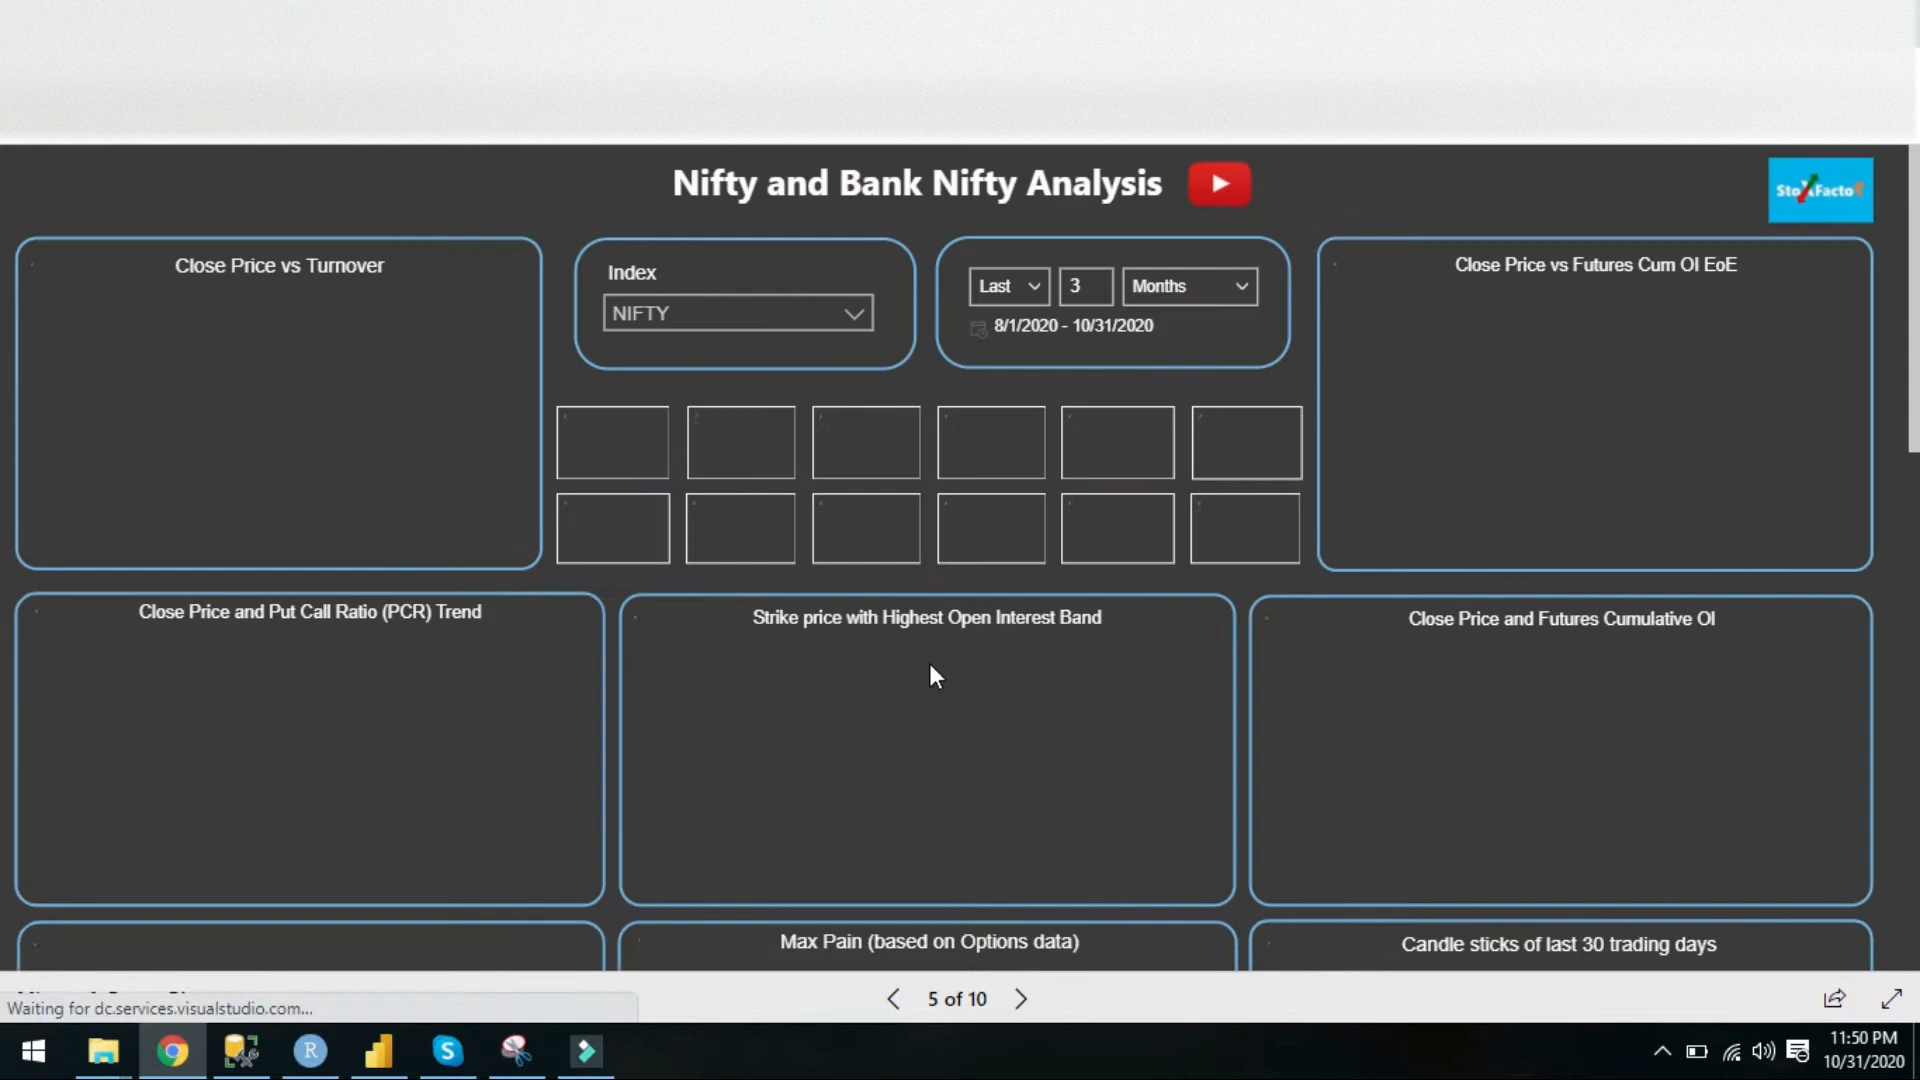 Nifty and Bank Nifty Analysis
Close Price vs Turnover
Index
NIFTY
Last
3
Months
8/1/2020 - 10/31/2020
Close Price vs Futures Cum OI EoE
Close Price and Put Call Ratio (PCR) Trend
Strike price with Highest Open Interest Band
Close Price and Futures Cumulative OI
Max Pain (based on Options data)
Candle sticks of last 30 trading days
Waiting for dc.services.visualstudio.com...
5 of 10
R
S
11:50 PM
10/31/2020